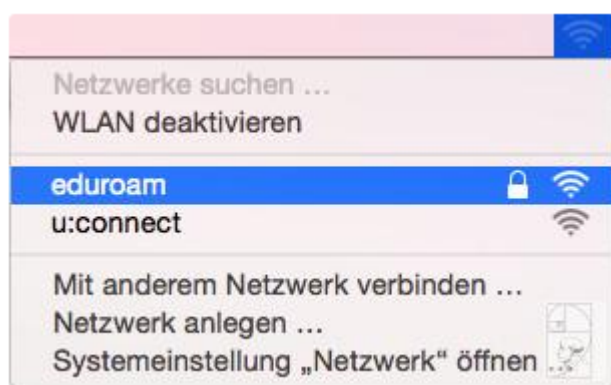 Netzwerke suchen ...
WLAN deaktivieren
eduroam
u:connect
Mit anderem Netzwerk verbinden ...
Netzwerk anlegen ...
Systemeinstellung „Netzwerk“ öffnen ...